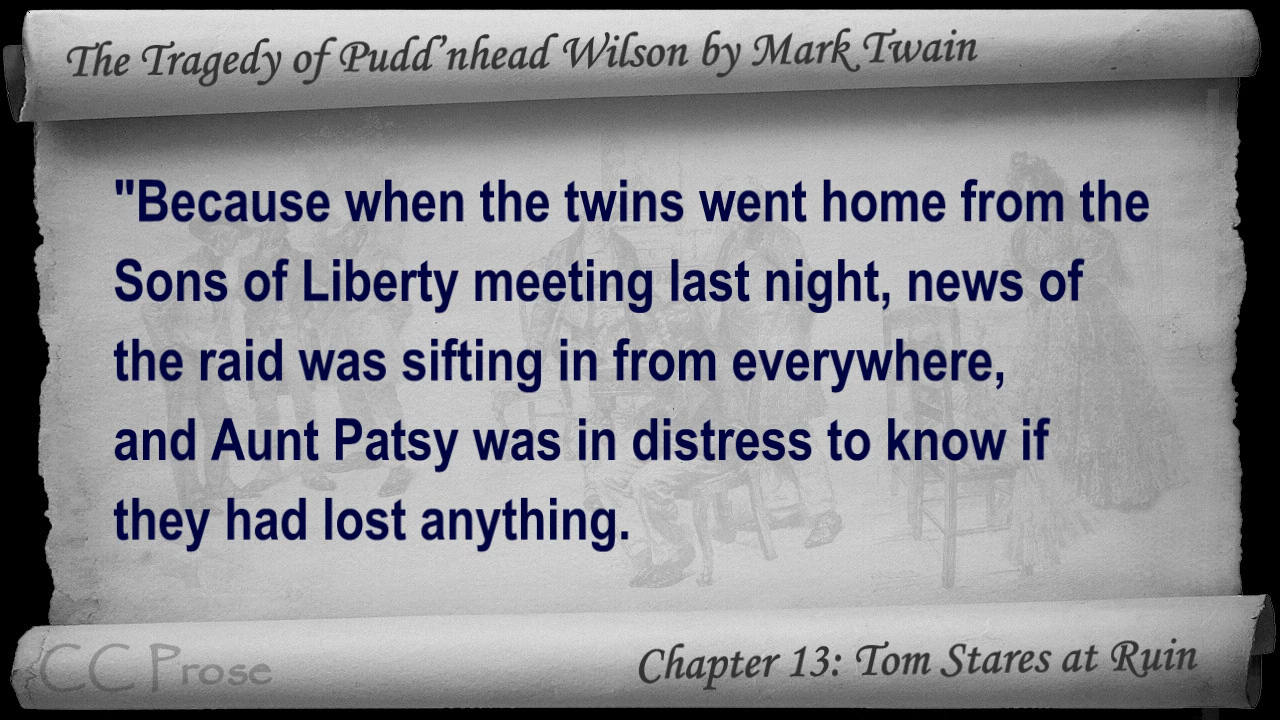 The Tragedy of Pudd'nhead Wilson by Mark Twain
"Because when the twins went home from the
Sons of Liberty meeting last night, news of
the raid was sifting in from everywhere,
and Aunt Patsy was in distress to know if
they had lost anything.
CC Prose
Chapter 13: Tom Stares at Ruin